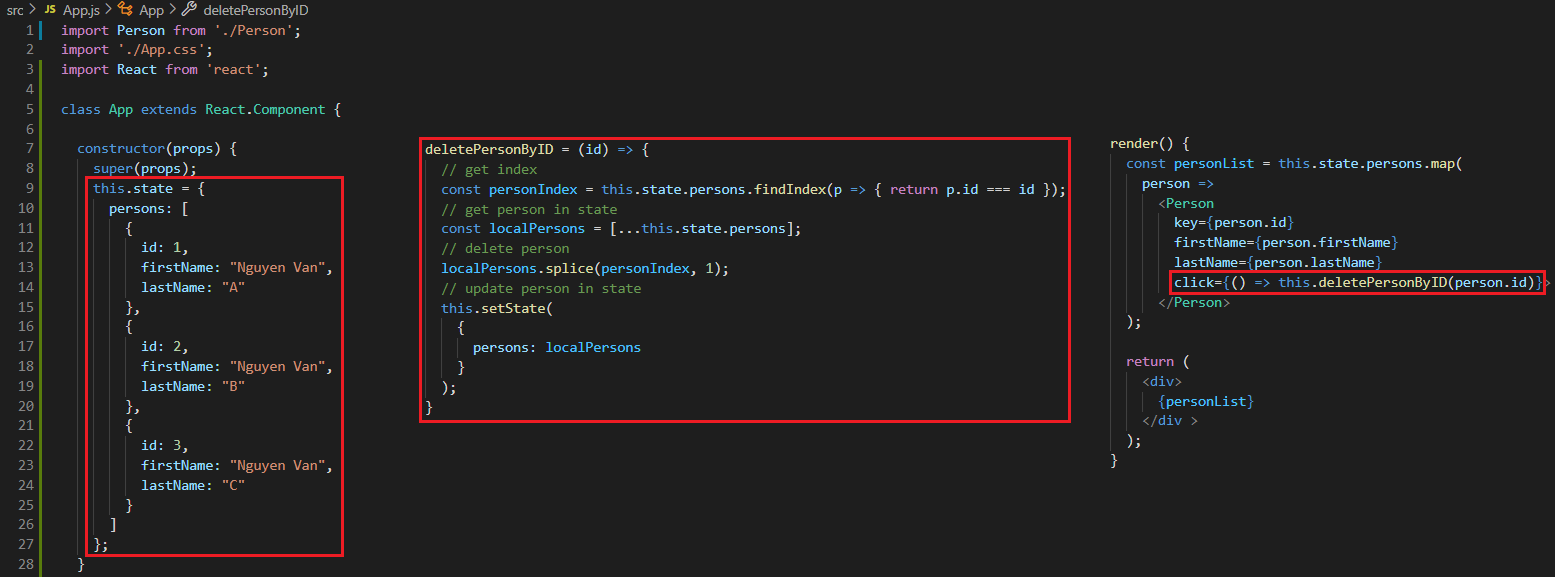 src > JS App.js > App > deletePersonByID
1 import Person from './Person';
2 import './App.css';
3 import React from 'react';
4
5 class App extends React.Component {
6
7 constructor(props) {
8 super(props);
9 this.state = {
10 persons: [
11 {
12 id: 1,
13 firstName: "Nguyen Van",
14 lastName: "A"
15 },
16 {
17 id: 2,
18 firstName: "Nguyen Van",
19 lastName: "B"
20 },
21 {
22 id: 3,
23 firstName: "Nguyen Van",
24 lastName: "C"
25 }
26 ]
27 };
28 }
deletePersonByID = (id) => {
// get index
const personIndex = this.state.persons.findIndex(p => { return p.id === id });
// get person in state
const localPersons = [...this.state.persons];
// delete person
localPersons.splice(personIndex, 1);
// update person in state
this.setState(
{
persons: localPersons
}
);
}
render() {
const personList = this.state.persons.map(
person =>
<Person
key={person.id}
firstName={person.firstName}
lastName={person.lastName}
click={() => this.deletePersonByID(person.id)}>
</Person>
);
return (
<div>
{personList}
</div >
);
}